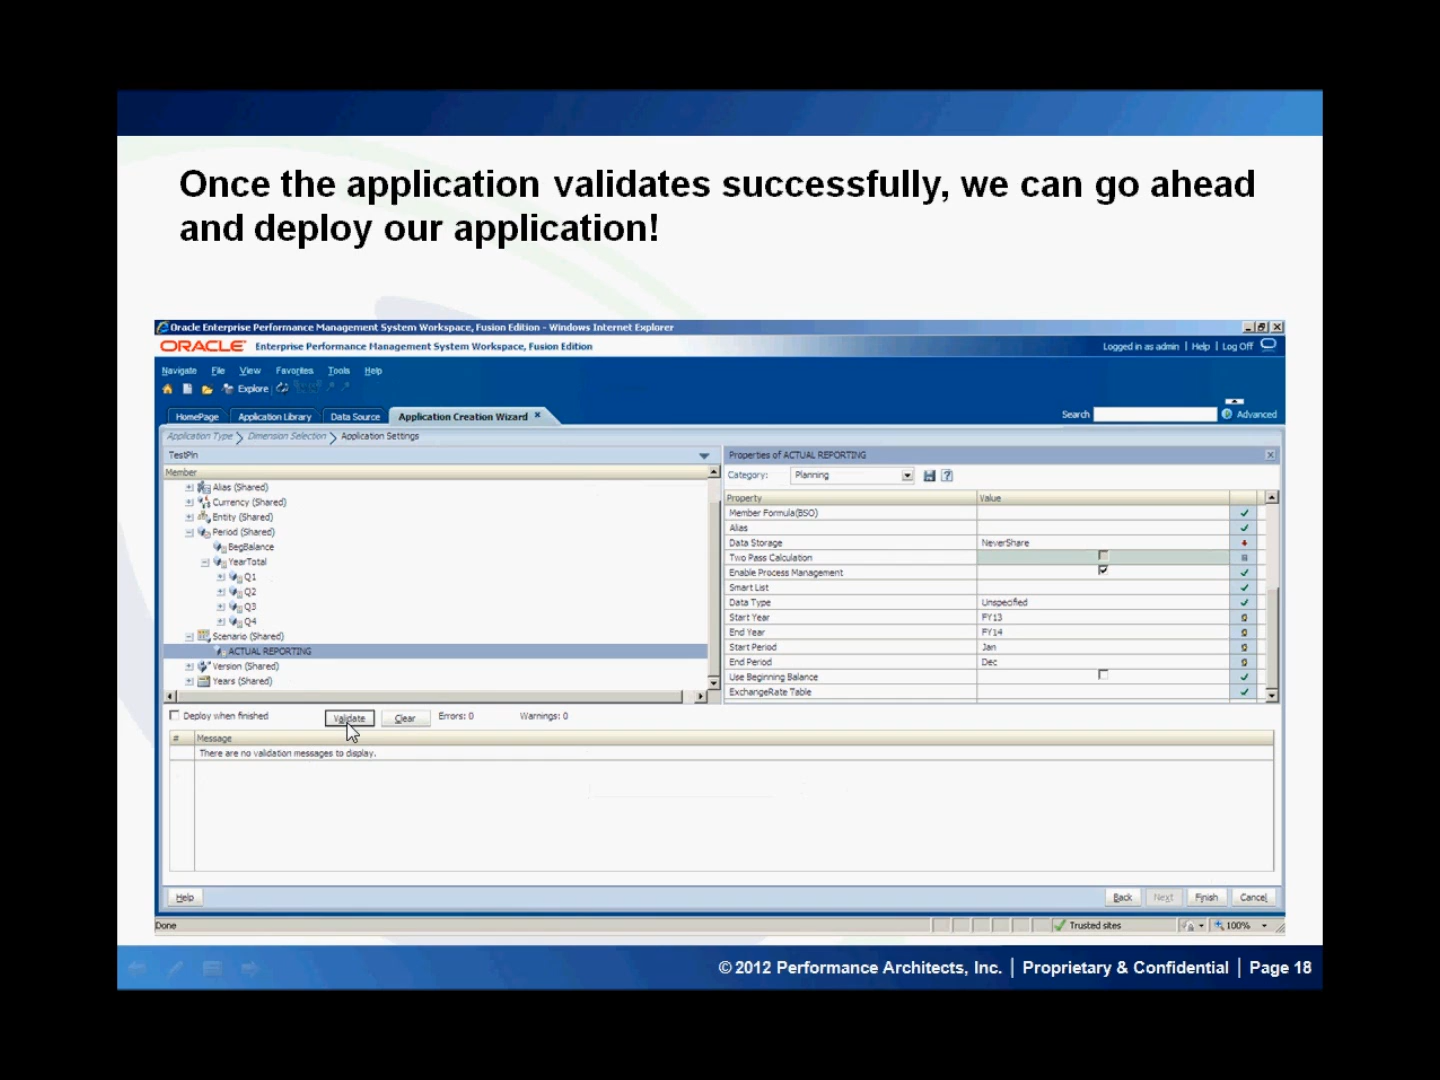 Once the application validates successfully, we can go ahead
and deploy our application!
Oracle Enterprise Performance Management System Workspace, Fusion Edition - Windows Internet Explorer
ORACLE Enterprise Performance Management System Workspace, Fusion Edition
Logged in as admin | Help | Log Off
Navigate File View Favorites Tools Help
Explore
HomePage Application Library Data Source Application Creation Wizard
Search Advanced
Application Type Dimension Selection Application Settings
TestPln
Member
Alias (Shared)
Currency (Shared)
Entity (Shared)
Period (Shared)
BegBalance
YearTotal
Q1
Q2
Q3
Q4
Scenario (Shared)
ACTUAL REPORTING
Version (Shared)
Years (Shared)
Properties of ACTUAL REPORTING
Category: Planning
Property Value
Member Formula(BSO)
Alias
Data Storage NeverShare
Two Pass Calculation
Enable Process Management
Smart List
Data Type Unspecified
Start Year FY13
End Year FY14
Start Period Jan
End Period Dec
Use Beginning Balance
ExchangeRate Table
Deploy when finished Validate Clear Errors: 0 Warnings: 0
# Message
There are no validation messages to display.
Help Back Next Finish Cancel
Done Trusted sites 100%
© 2012 Performance Architects, Inc. | Proprietary & Confidential | Page 18